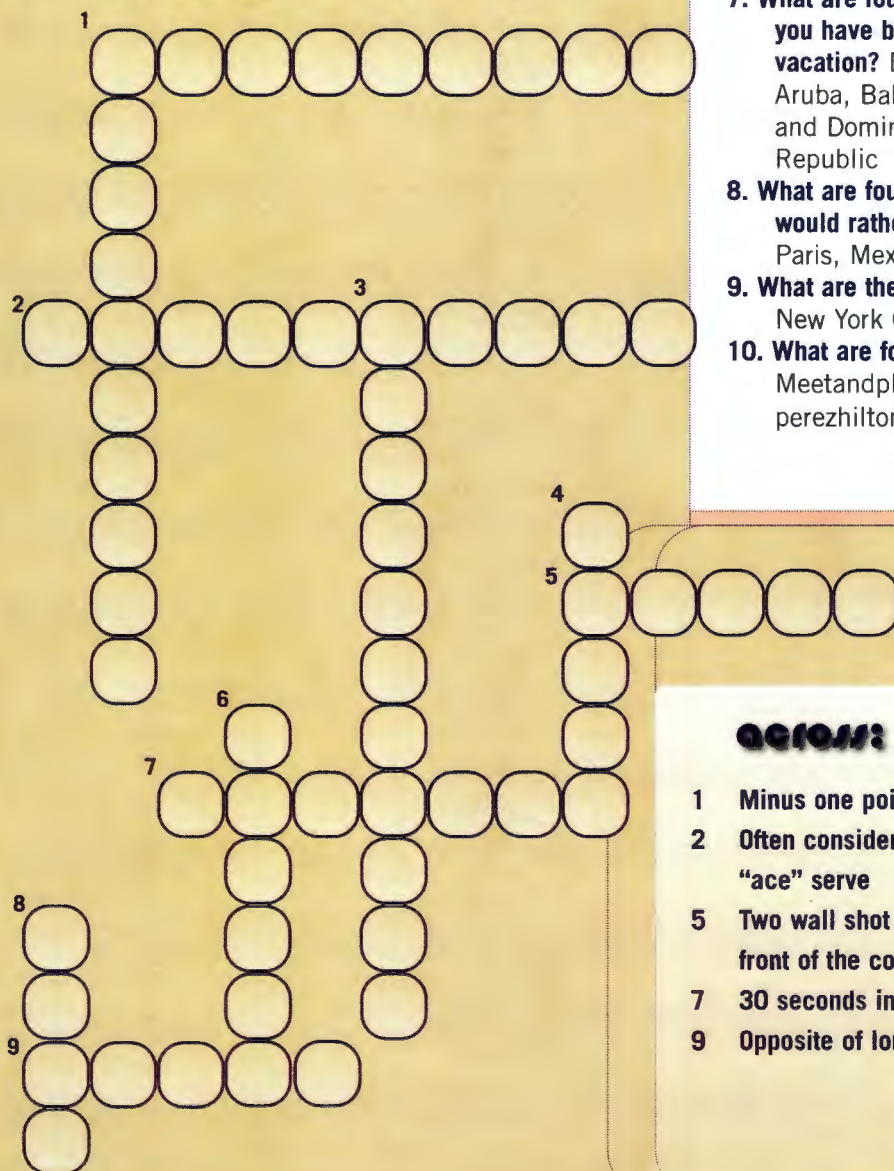 7. What are fou
you have b
vacation?
Aruba, Bal
and Domin
Republic
8. What are fou
would rathe
Paris, Mex
9. What are the
New York
10. What are fo
Meetandpl
perezhilton
1
2
3
4
5
6
7
8
9
across:
1 Minus one poi
2 Often consider
"ace" serve
5 Two wall shot
front of the co
7 30 seconds in
9 Opposite of lo